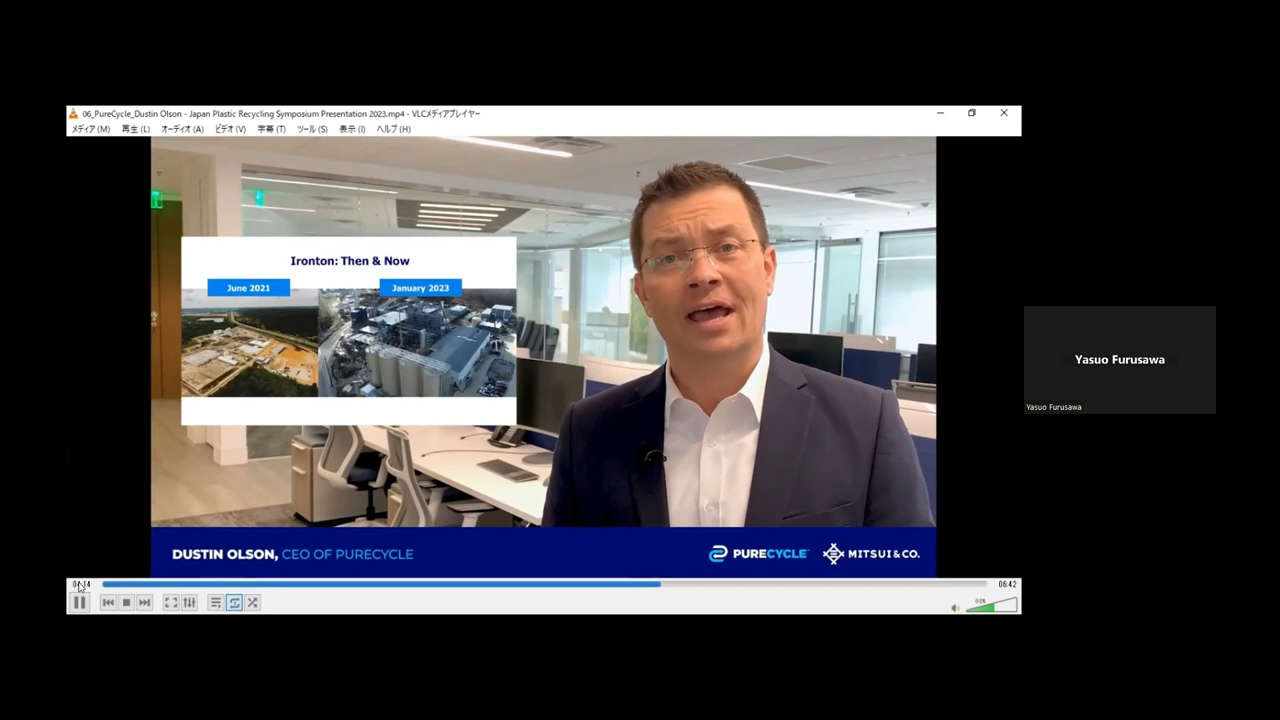 06_PureCycle_Dustin Olson - Japan Plastic Recycling Symposium Presentation 2023.mp4 - VLCメディアプレイヤー
メディア(M) 再生(L) オーディオ(A) ビデオ(V) 字幕(T) ツール(S) 表示(I) ヘルプ(H)
Ironton: Then & Now
June 2021
January 2023
Yasuo Furusawa
Yasuo Furusawa
DUSTIN OLSON, CEO OF PURECYCLE
PURECYCLE
MITSUI & CO.
06:42